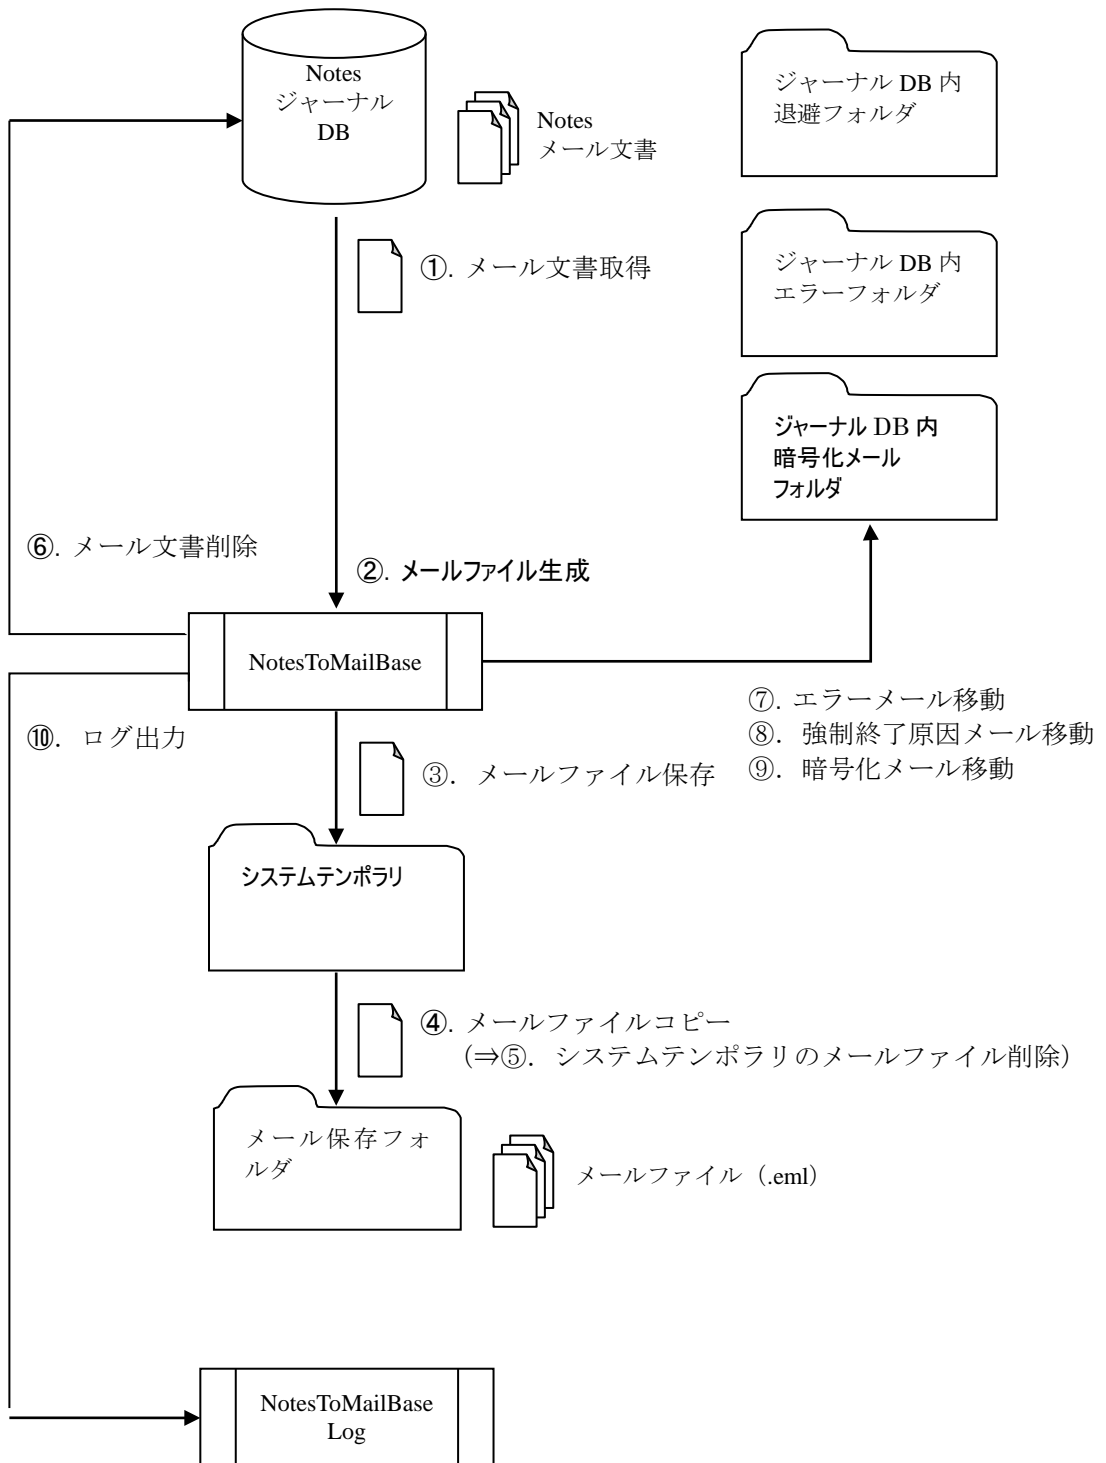 Notes
ジャーナル
DB
Notes
メール文書
ジャーナル DB 内
退避フォルダ
①. メール文書取得
ジャーナル DB 内
エラーフォルダ
ジャーナル DB 内
暗号化メール
フォルダ
⑥. メール文書削除
②. メールファイル生成
NotesToMailBase
⑦. エラーメール移動
⑧. 強制終了原因メール移動
⑨. 暗号化メール移動
⑩. ログ出力
③. メールファイル保存
システムテンポラリ
④. メールファイルコピー
(⇒⑤. システムテンポラリのメールファイル削除)
メール保存フォ
ルダ
メールファイル (.eml)
NotesToMailBase
Log